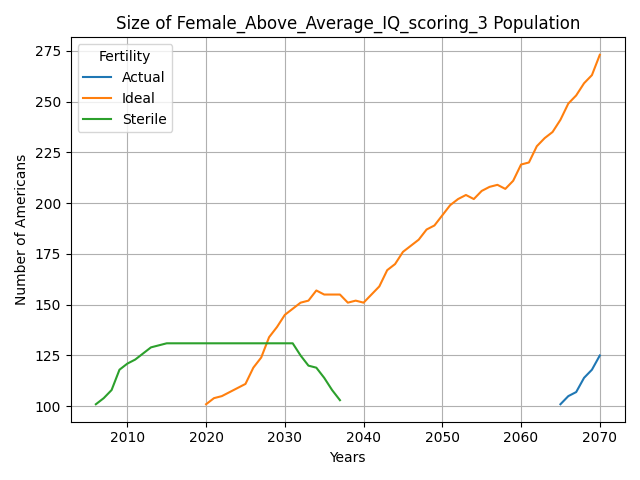 Size of Female_Above_Average_IQ_scoring_3 Population
Fertility
Actual
Ideal
Sterile
Number of Americans
275
250
225
200
175
150
125
100
2010 2020 2030 2040 2050 2060 2070
Years